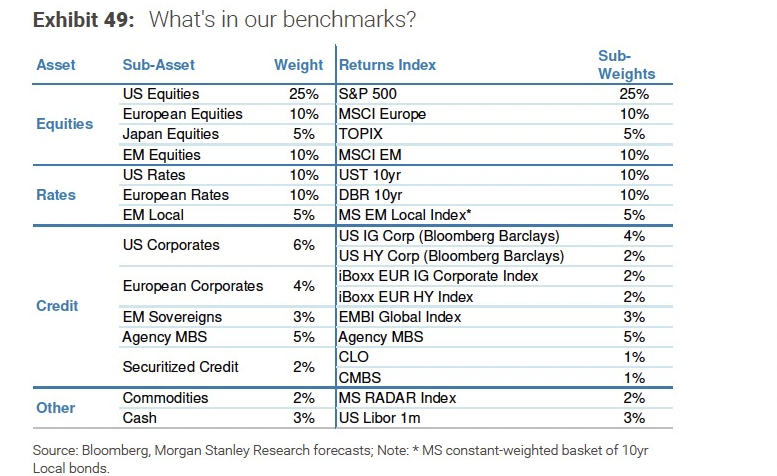 Exhibit 49: What's in our benchmarks?
Asset Sub-Asset Weight Returns Index Sub-Weights
Equities
US Equities 25% S&P 500 25%
European Equities 10% MSCI Europe 10%
Japan Equities 5% TOPIX 5%
EM Equities 10% MSCI EM 10%
Rates
US Rates 10% UST 10yr 10%
European Rates 10% DBR 10yr 10%
EM Local 5% MS EM Local Index* 5%
Credit
US Corporates 6% US IG Corp (Bloomberg Barclays) 4%
US HY Corp (Bloomberg Barclays) 2%
European Corporates 4% iBoxx EUR IG Corporate Index 2%
iBoxx EUR HY Index 2%
EM Sovereigns 3% EMBI Global Index 3%
Agency MBS 5% Agency MBS 5%
Securitized Credit 2% CLO 1%
CMBS 1%
Other
Commodities 2% MS RADAR Index 2%
Cash 3% US Libor 1m 3%
Source: Bloomberg, Morgan Stanley Research forecasts; Note: * MS constant-weighted basket of 10yr
Local bonds.